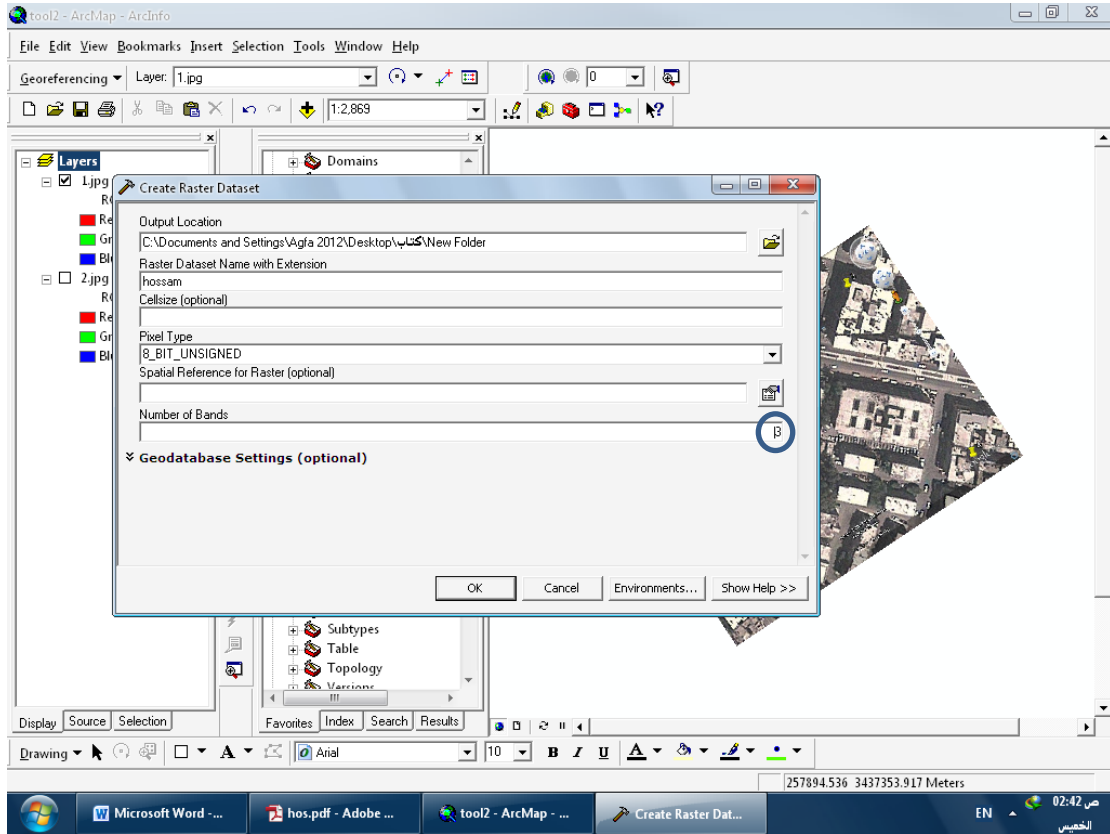 tool2 - ArcMap - ArcInfo
File Edit View Bookmarks Insert Selection Tools Window Help
Georeferencing Layer: 1.jpg 0
1:2,869
Layers
1.jpg
Re
Gr
2.jpg
Re
Gr
Domains
Create Raster Dataset
Output Location
C:\Documents and Settings\Agfa 2012\Desktop\كتاب\New Folder
Raster Dataset Name with Extension
hossam
Cellsize (optional)
Pixel Type
8_BIT_UNSIGNED
Spatial Reference for Raster (optional)
Number of Bands
3
Geodatabase Settings (optional)
OK Cancel Environments... Show Help >>
Subtypes
Table
Topology
Versions
Display Source Selection
Favorites Index Search Results
Drawing A Arial 10 B I U A
257894.536 3437353.917 Meters
Microsoft Word -... hos.pdf - Adobe ... tool2 - ArcMap - ... Create Raster Dat... EN 02:42 ص
الخميس